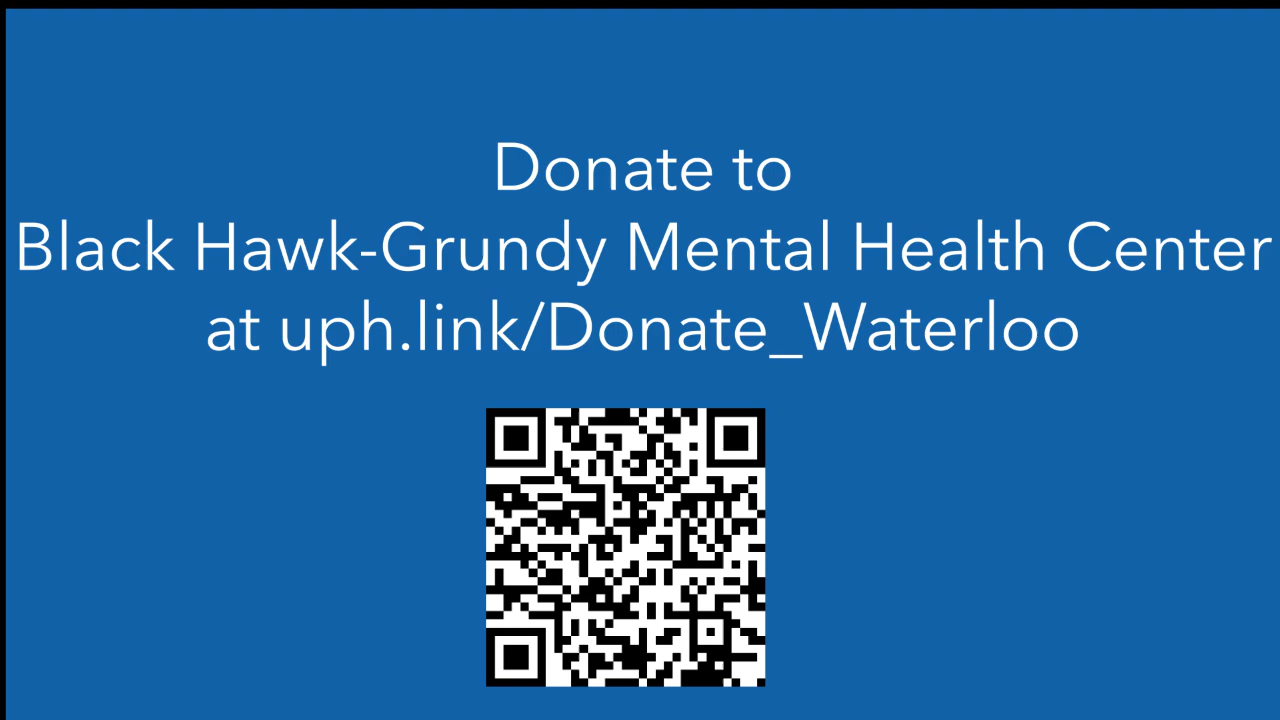 Donate to
Black Hawk-Grundy Mental Health Center
at uph.link/Donate_Waterloo